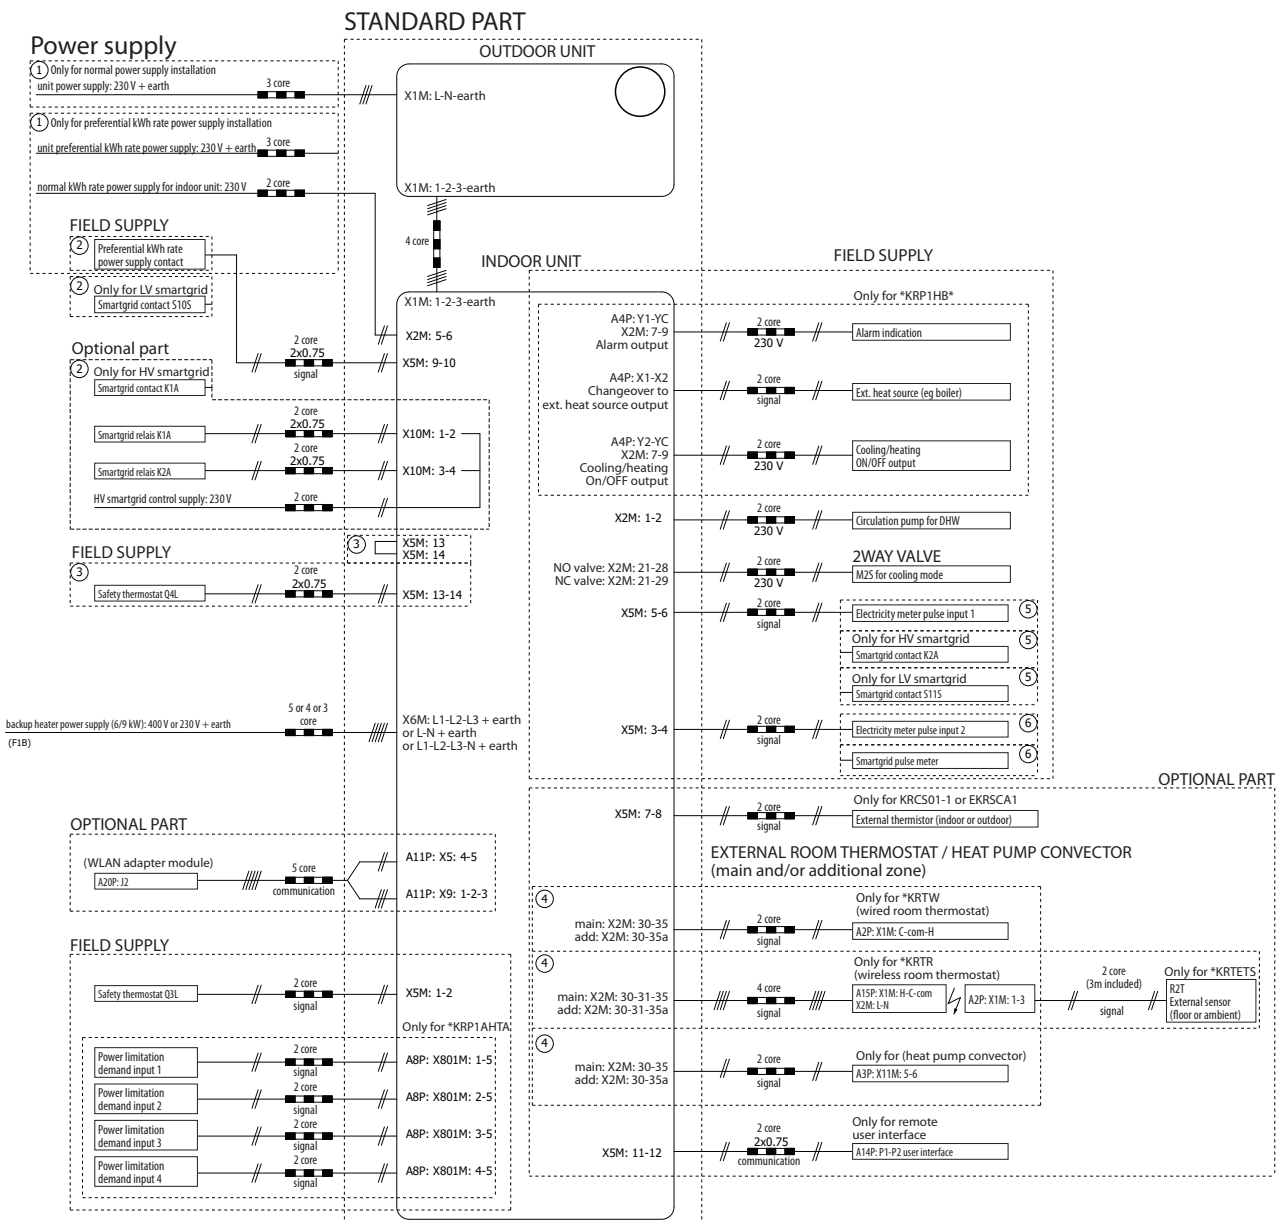 STANDARD PART
Power supply
OUTDOOR UNIT
1 Only for normal power supply installation
unit power supply: 230 V + earth
3 core
X1M: L-N-earth
1 Only for preferential kWh rate power supply installation
unit preferential kWh rate power supply: 230 V + earth
3 core
normal kWh rate power supply for indoor unit: 230 V
2 core
X1M: 1-2-3-earth
4 core
FIELD SUPPLY
2 Preferential kWh rate
power supply contact
2 Only for LV smartgrid
Smartgrid contact S10S
INDOOR UNIT
X1M: 1-2-3-earth
X2M: 5-6
2 core
2x0.75
signal
X5M: 9-10
Optional part
2 Only for HV smartgrid
Smartgrid contact K1A
Smartgrid relais K1A
2 core
2x0.75
X10M: 1-2
Smartgrid relais K2A
2 core
2x0.75
X10M: 3-4
HV smartgrid control supply: 230 V
2 core
3 X5M: 13
X5M: 14
FIELD SUPPLY
3
Safety thermostat Q4L
2 core
2x0.75
X5M: 13-14
backup heater power supply (6/9 kW): 400 V or 230 V + earth
(F1B)
5 or 4 or 3
core
X6M: L1-L2-L3 + earth
or L-N + earth
or L1-L2-L3-N + earth
OPTIONAL PART
(WLAN adapter module)
A20P: J2
5 core
communication
A11P: X5: 4-5
A11P: X9: 1-2-3
FIELD SUPPLY
Safety thermostat Q3L
2 core
signal
X5M: 1-2
Only for *KRP1AHTA
Power limitation
demand input 1
2 core
signal
A8P: X801M: 1-5
Power limitation
demand input 2
2 core
signal
A8P: X801M: 2-5
Power limitation
demand input 3
2 core
signal
A8P: X801M: 3-5
Power limitation
demand input 4
2 core
signal
A8P: X801M: 4-5
FIELD SUPPLY
Only for *KRP1HB*
A4P: Y1-YC
X2M: 7-9
Alarm output
2 core
230 V
Alarm indication
A4P: X1-X2
Changeover to
ext. heat source output
2 core
signal
Ext. heat source (eg boiler)
A4P: Y2-YC
X2M: 7-9
Cooling/heating
On/OFF output
2 core
230 V
Cooling/heating
ON/OFF output
X2M: 1-2
2 core
230 V
Circulation pump for DHW
NO valve: X2M: 21-28
NC valve: X2M: 21-29
2 core
230 V
2WAY VALVE
M2S for cooling mode
X5M: 5-6
2 core
signal
Electricity meter pulse input 1 5
Only for HV smartgrid 5
Smartgrid contact K2A
Only for LV smartgrid 5
Smartgrid contact S11S
X5M: 3-4
2 core
signal
Electricity meter pulse input 2 6
Smartgrid pulse meter 6
OPTIONAL PART
X5M: 7-8
2 core
signal
Only for KRCS01-1 or EKRSCA1
External thermistor (indoor or outdoor)
EXTERNAL ROOM THERMOSTAT / HEAT PUMP CONVECTOR
(main and/or additional zone)
4
main: X2M: 30-35
add: X2M: 30-35a
2 core
signal
Only for *KRTW
(wired room thermostat)
A2P: X1M: C-com-H
4
main: X2M: 30-31-35
add: X2M: 30-31-35a
4 core
signal
Only for *KRTR
(wireless room thermostat)
A15P: X1M: H-C-com
X2M: L-N
A2P: X1M: 1-3
2 core
(3m included)
signal
Only for *KRTETS
R2T
External sensor
(floor or ambient)
4
main: X2M: 30-35
add: X2M: 30-35a
2 core
signal
Only for (heat pump convector)
A3P: X11M: 5-6
X5M: 11-12
2 core
2x0.75
communication
Only for remote
user interface
A14P: P1-P2 user interface